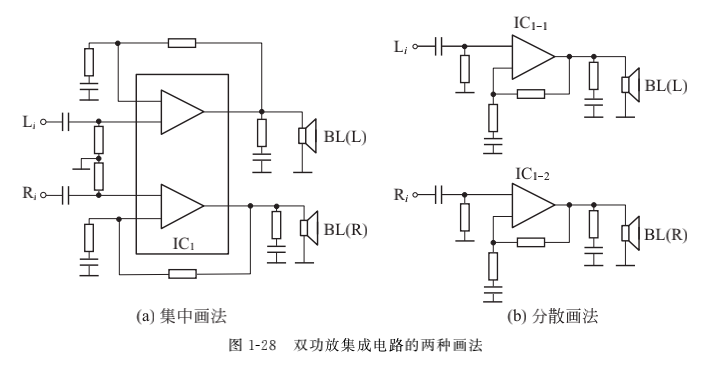 L_i
R_i
IC_1
BL(L)
BL(R)
(a) 集中画法
IC_{1-1}
L_i
BL(L)
IC_{1-2}
R_i
BL(R)
(b) 分散画法
图 1-28 双功放集成电路的两种画法